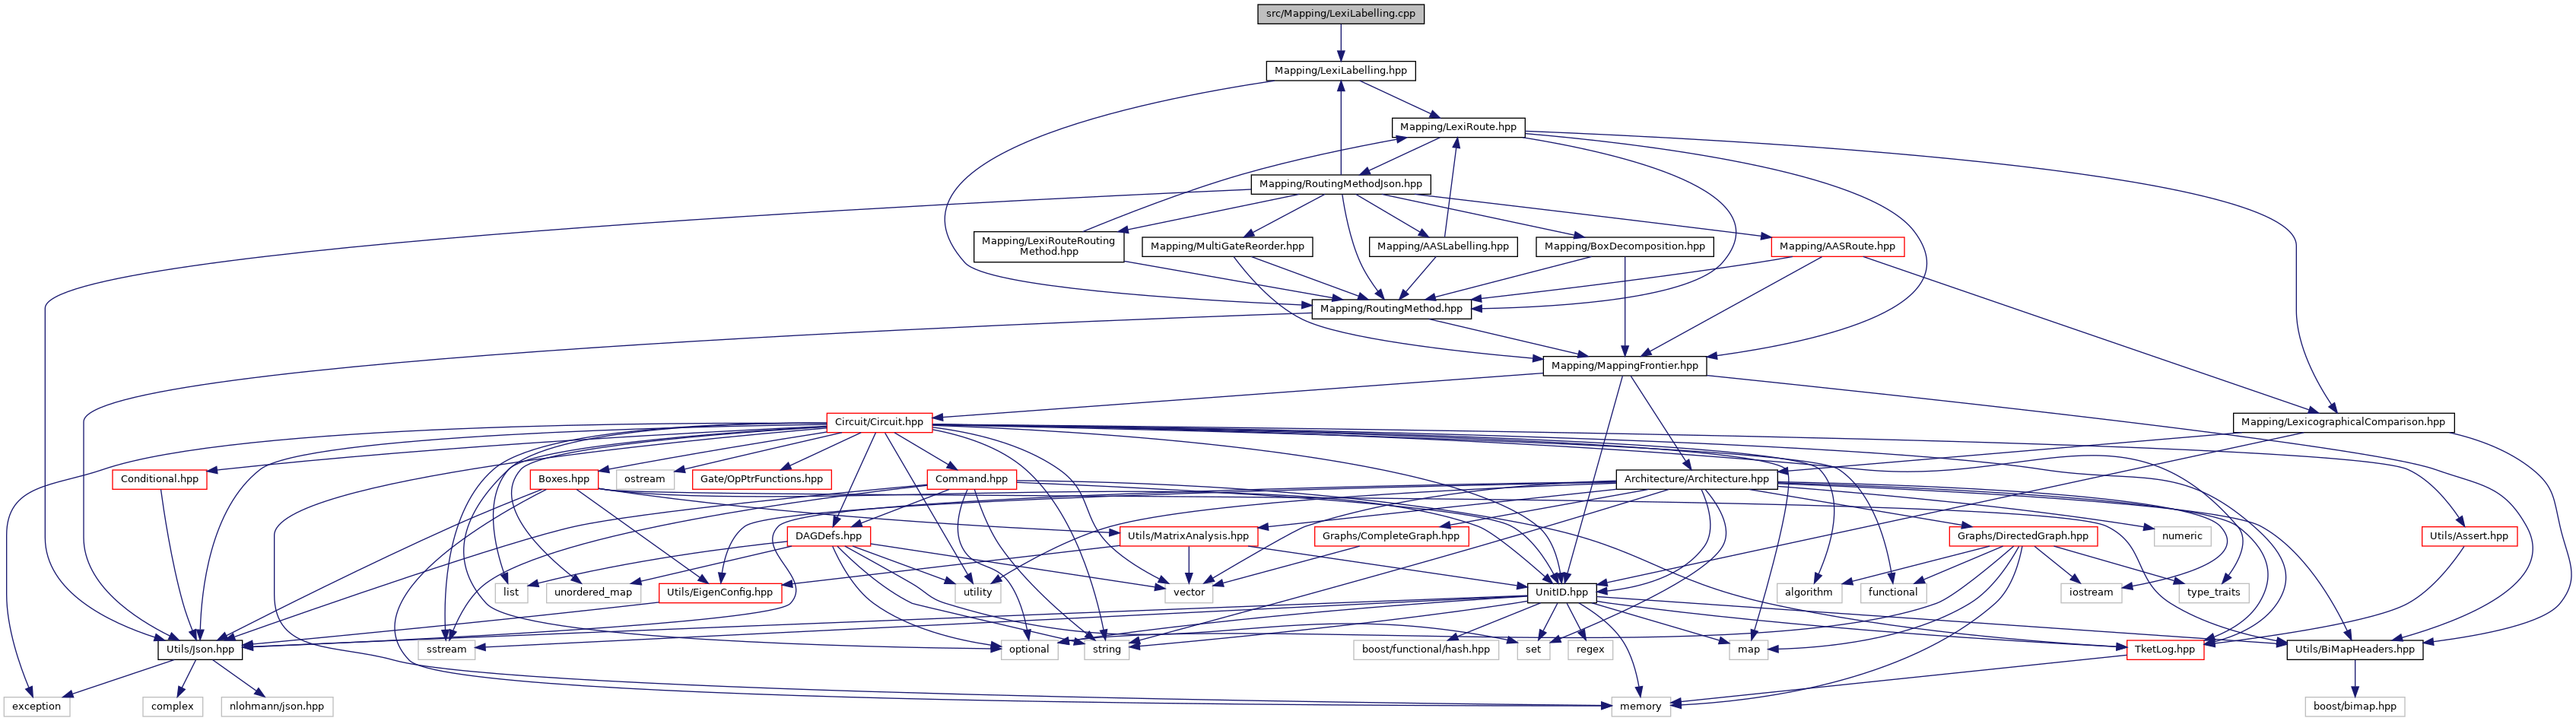 src/Mapping/LexiLabelling.cpp
Mapping/LexiLabelling.hpp
Mapping/LexiRoute.hpp
Mapping/RoutingMethodJson.hpp
Mapping/LexiRouteRouting
Method.hpp
Mapping/MultiGateReorder.hpp
Mapping/AASLabelling.hpp
Mapping/BoxDecomposition.hpp
Mapping/AASRoute.hpp
Mapping/RoutingMethod.hpp
Mapping/MappingFrontier.hpp
Circuit/Circuit.hpp
Mapping/LexicographicalComparison.hpp
Conditional.hpp
Boxes.hpp
ostream
Gate/OpPtrFunctions.hpp
Command.hpp
Architecture/Architecture.hpp
DAGDefs.hpp
Utils/MatrixAnalysis.hpp
Graphs/CompleteGraph.hpp
Graphs/DirectedGraph.hpp
numeric
Utils/Assert.hpp
list
unordered_map
Utils/EigenConfig.hpp
utility
vector
UnitID.hpp
algorithm
functional
iostream
type_traits
Utils/Json.hpp
sstream
optional
string
boost/functional/hash.hpp
set
regex
map
TketLog.hpp
Utils/BiMapHeaders.hpp
exception
complex
nlohmann/json.hpp
memory
boost/bimap.hpp